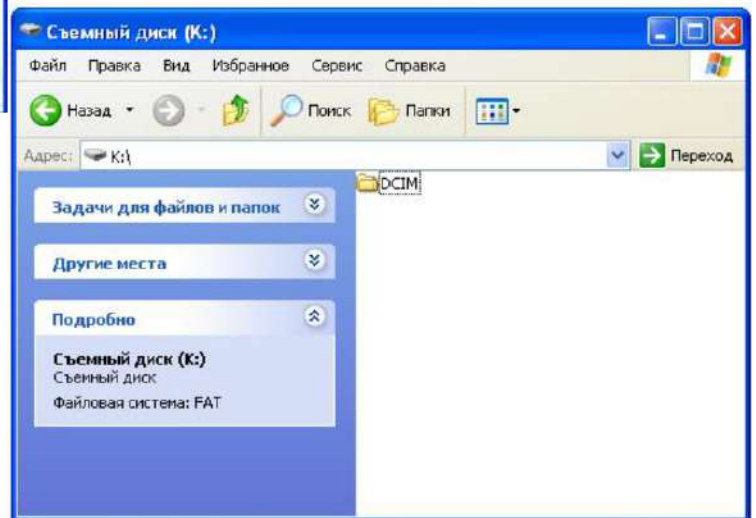 Съемный диск (K:)
Файл Правка Вид Избранное Сервис Справка
Назад Поиск Папки
Адрес: K:\ Переход
DCIM
Задачи для файлов и папок
Другие места
Подробно
Съемный диск (K:)
Съемный диск
Файловая система: FAT